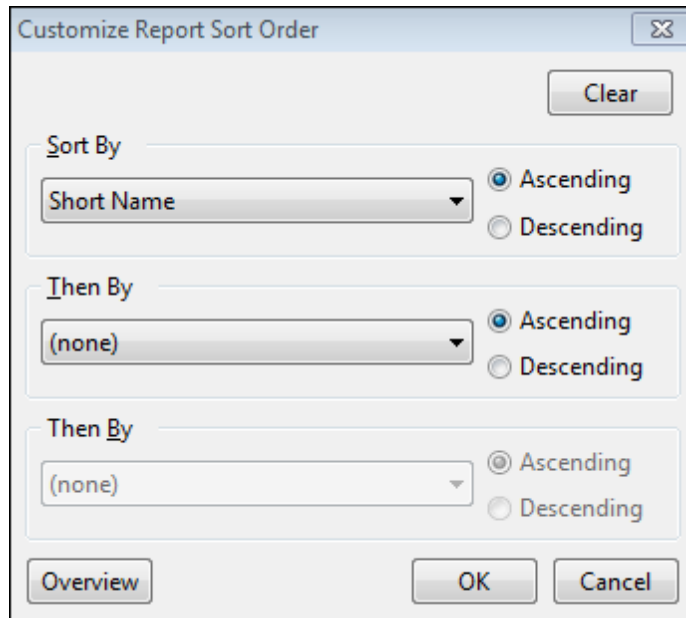 Customize Report Sort Order
Clear
Sort By
Short Name
Ascending
Descending
Then By
(none)
Ascending
Descending
Then By
(none)
Ascending
Descending
Overview OK Cancel